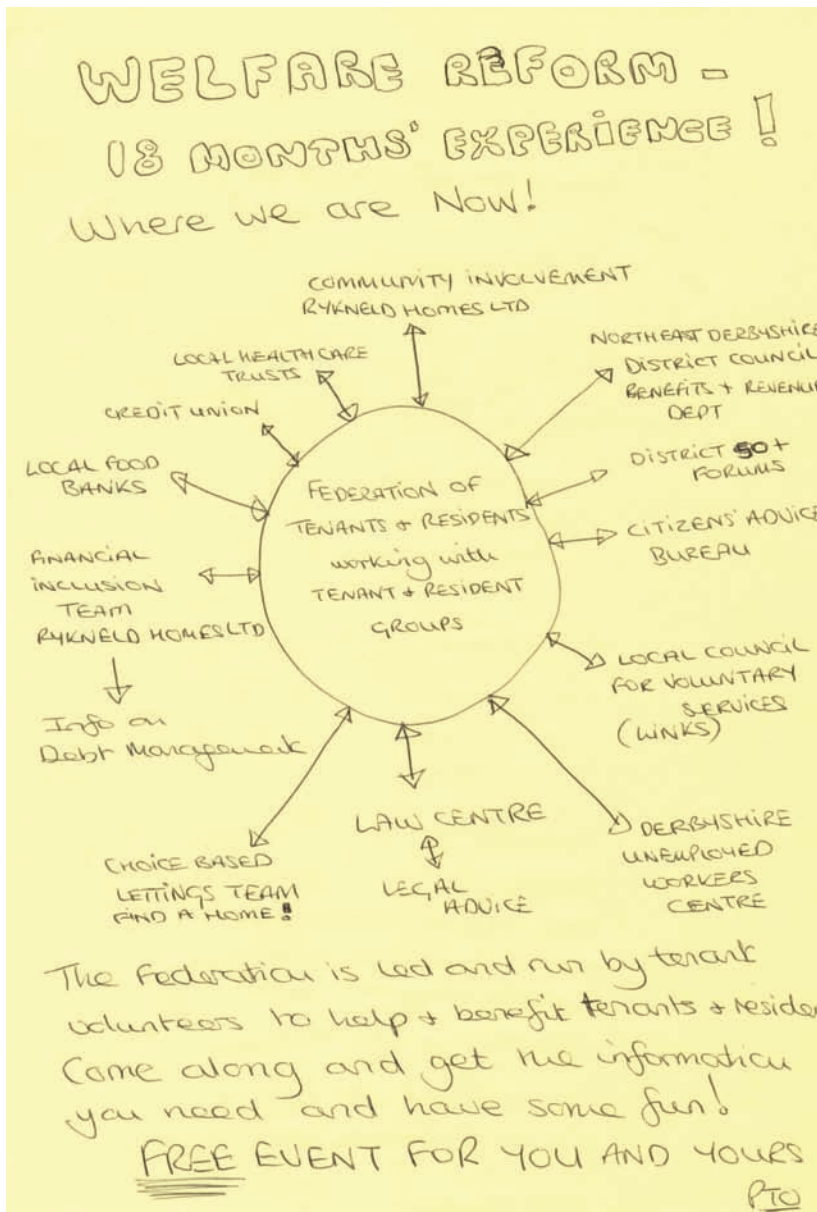 WELFARE REFORM -
18 MONTHS' EXPERIENCE!
Where we are Now!
COMMUNITY INVOLVEMENT
RYKNELD HOMES LTD
LOCAL HEALTHCARE
TRUSTS
CREDIT UNION
LOCAL FOOD
BANKS
FINANCIAL
INCLUSION
TEAM
RYKNELD HOMES LTD
Info on
Debt Management
NORTH EAST DERBYSHIRE
DISTRICT COUNCIL
BENEFITS + REVENUE
DEPT
DISTRICT 50+
FORUMS
CITIZENS' ADVICE
BUREAU
LOCAL COUNCIL
FOR VOLUNTARY
SERVICES
(LINKS)
FEDERATION OF
TENANTS & RESIDENTS
working with
TENANT & RESIDENT
GROUPS
CHOICE BASED
LETTINGS TEAM
FIND A HOME!
LAW CENTRE
LEGAL
ADVICE
DERBYSHIRE
UNEMPLOYED
WORKERS
CENTRE
The Federation is led and run by tenant
volunteers to help & benefit tenants & residen
Come along and get the information
you need and have some fun!
FREE EVENT FOR YOU AND YOURS
PTO